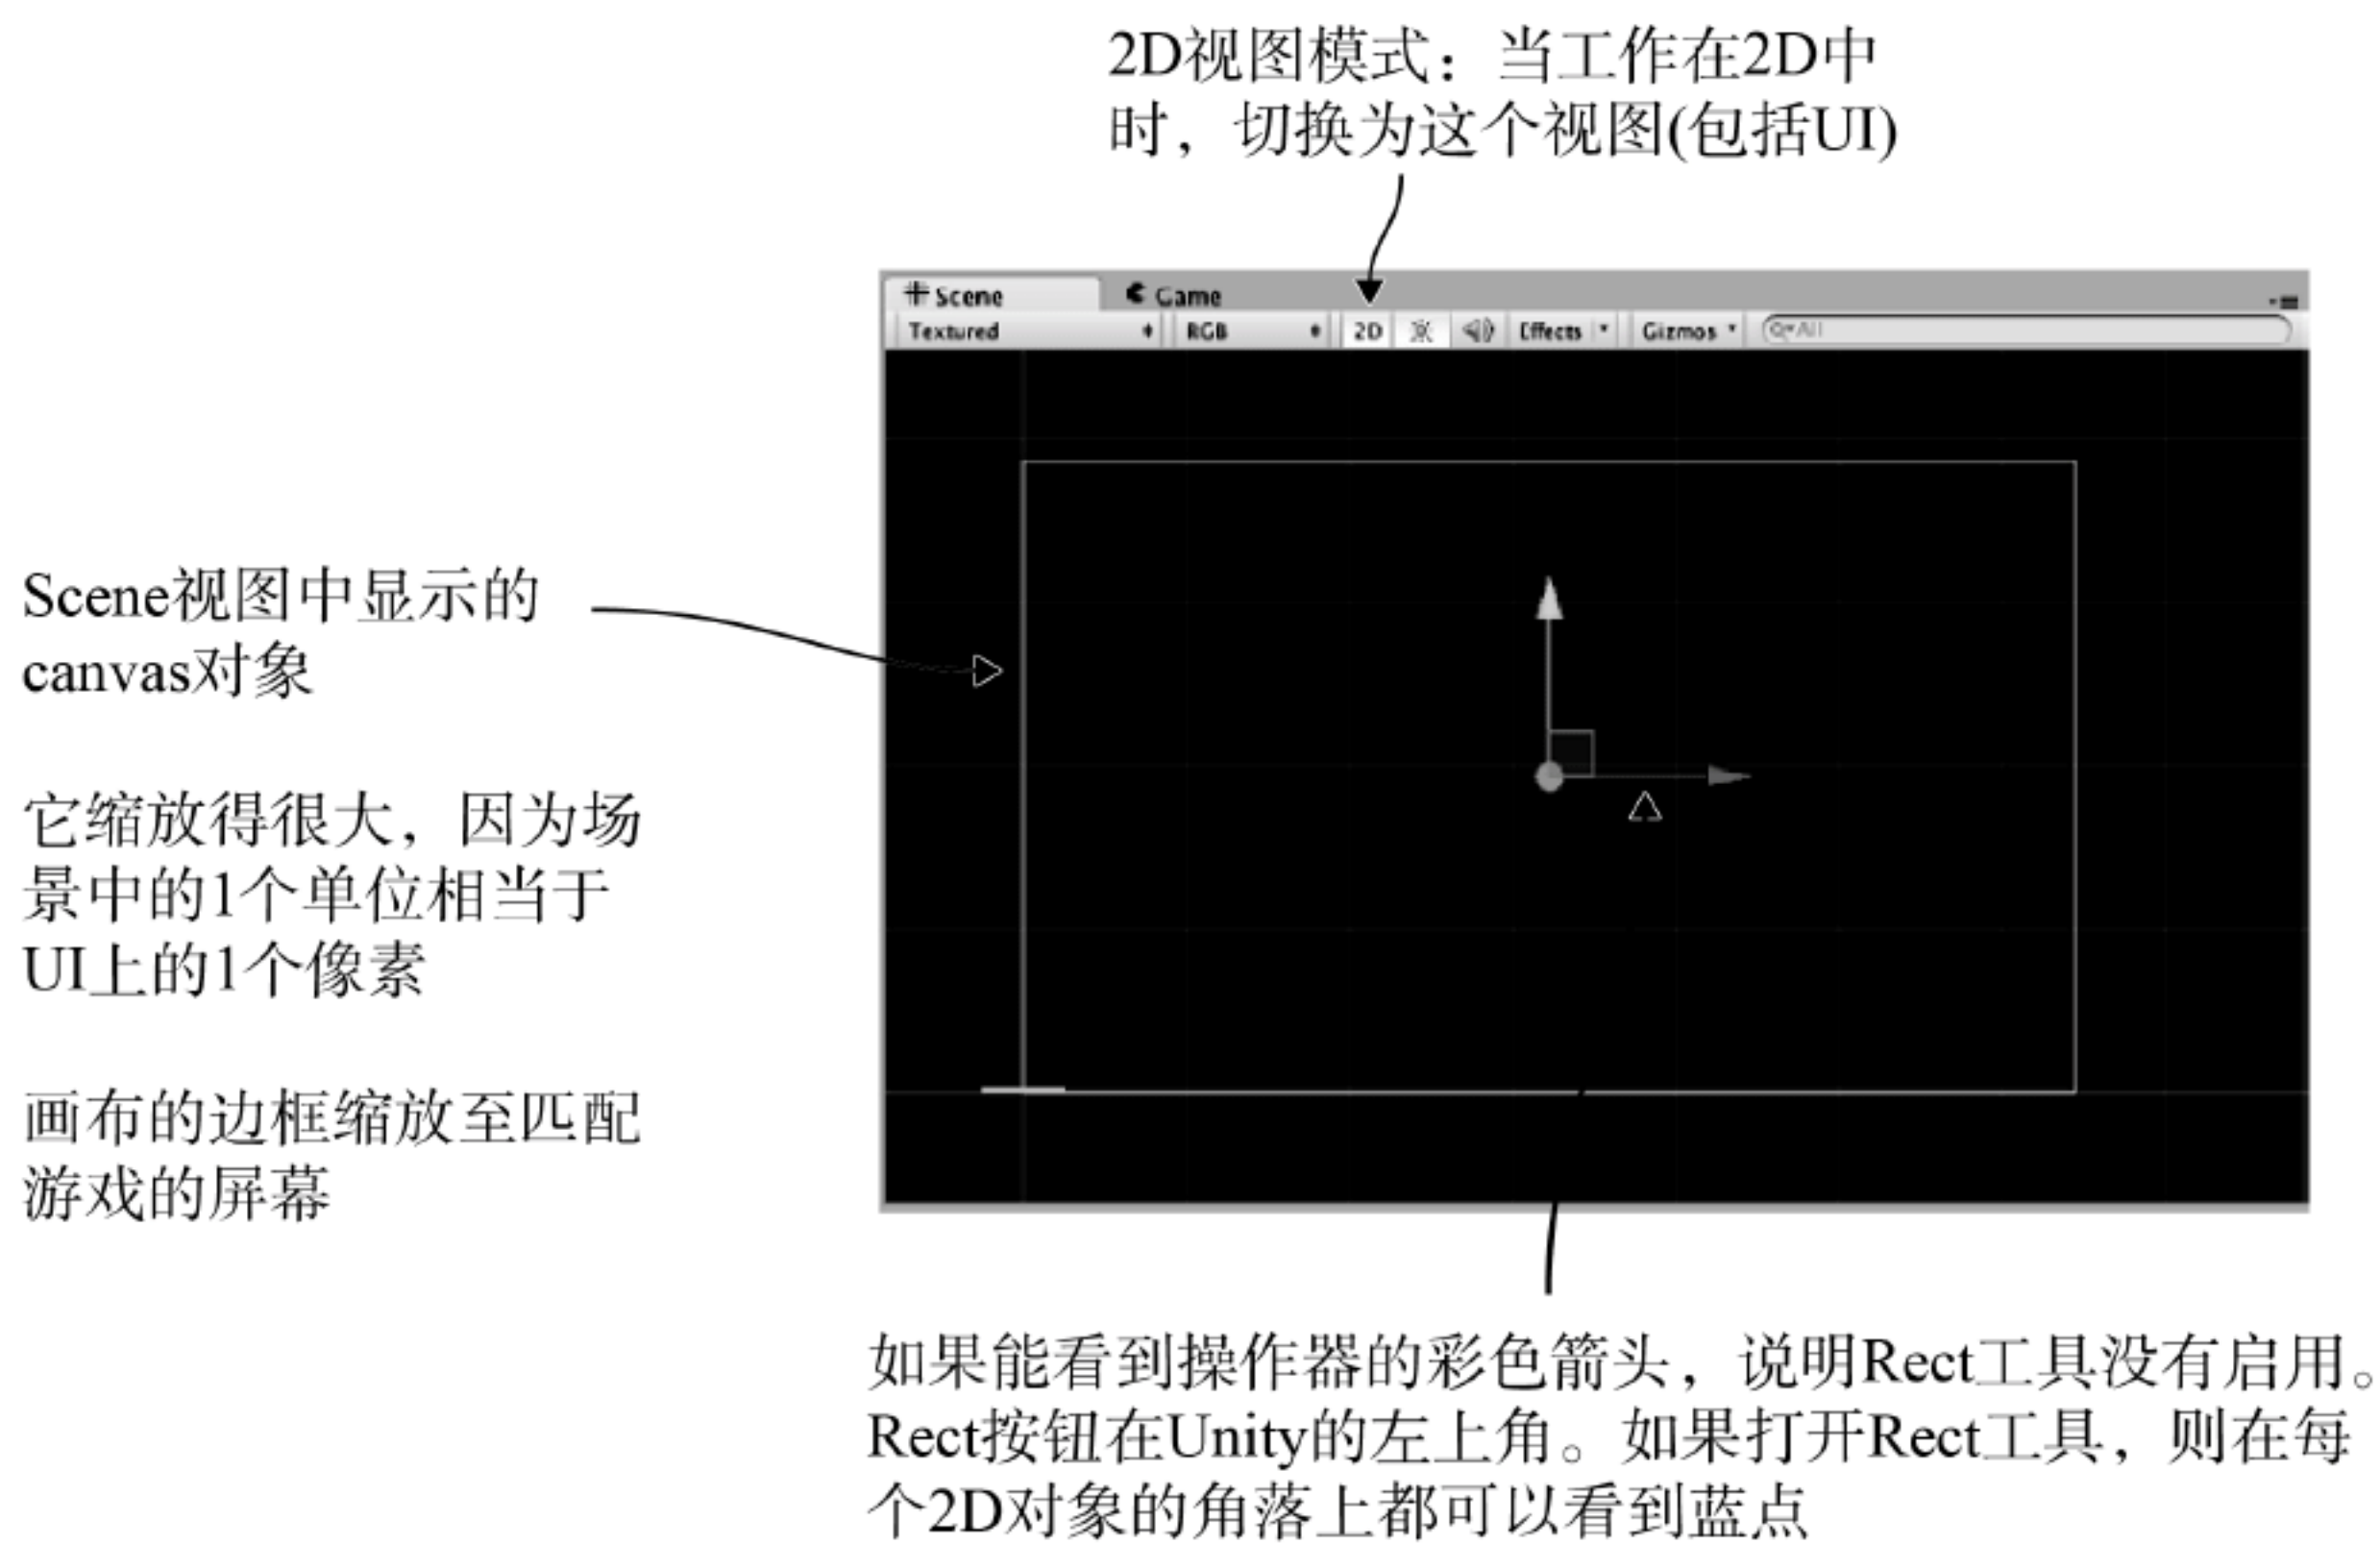 2D视图模式：当工作在2D中
时，切换为这个视图(包括UI)
Scene
Game
Textured
RGB
2D
Effects
Gizmos
All
Scene视图中显示的
canvas对象
它缩放得很大，因为场
景中的1个单位相当于
UI上的1个像素
画布的边框缩放至匹配
游戏的屏幕
如果能看到操作器的彩色箭头，说明Rect工具没有启用。
Rect按钮在Unity的左上角。如果打开Rect工具，则在每
个2D对象的角落上都可以看到蓝点